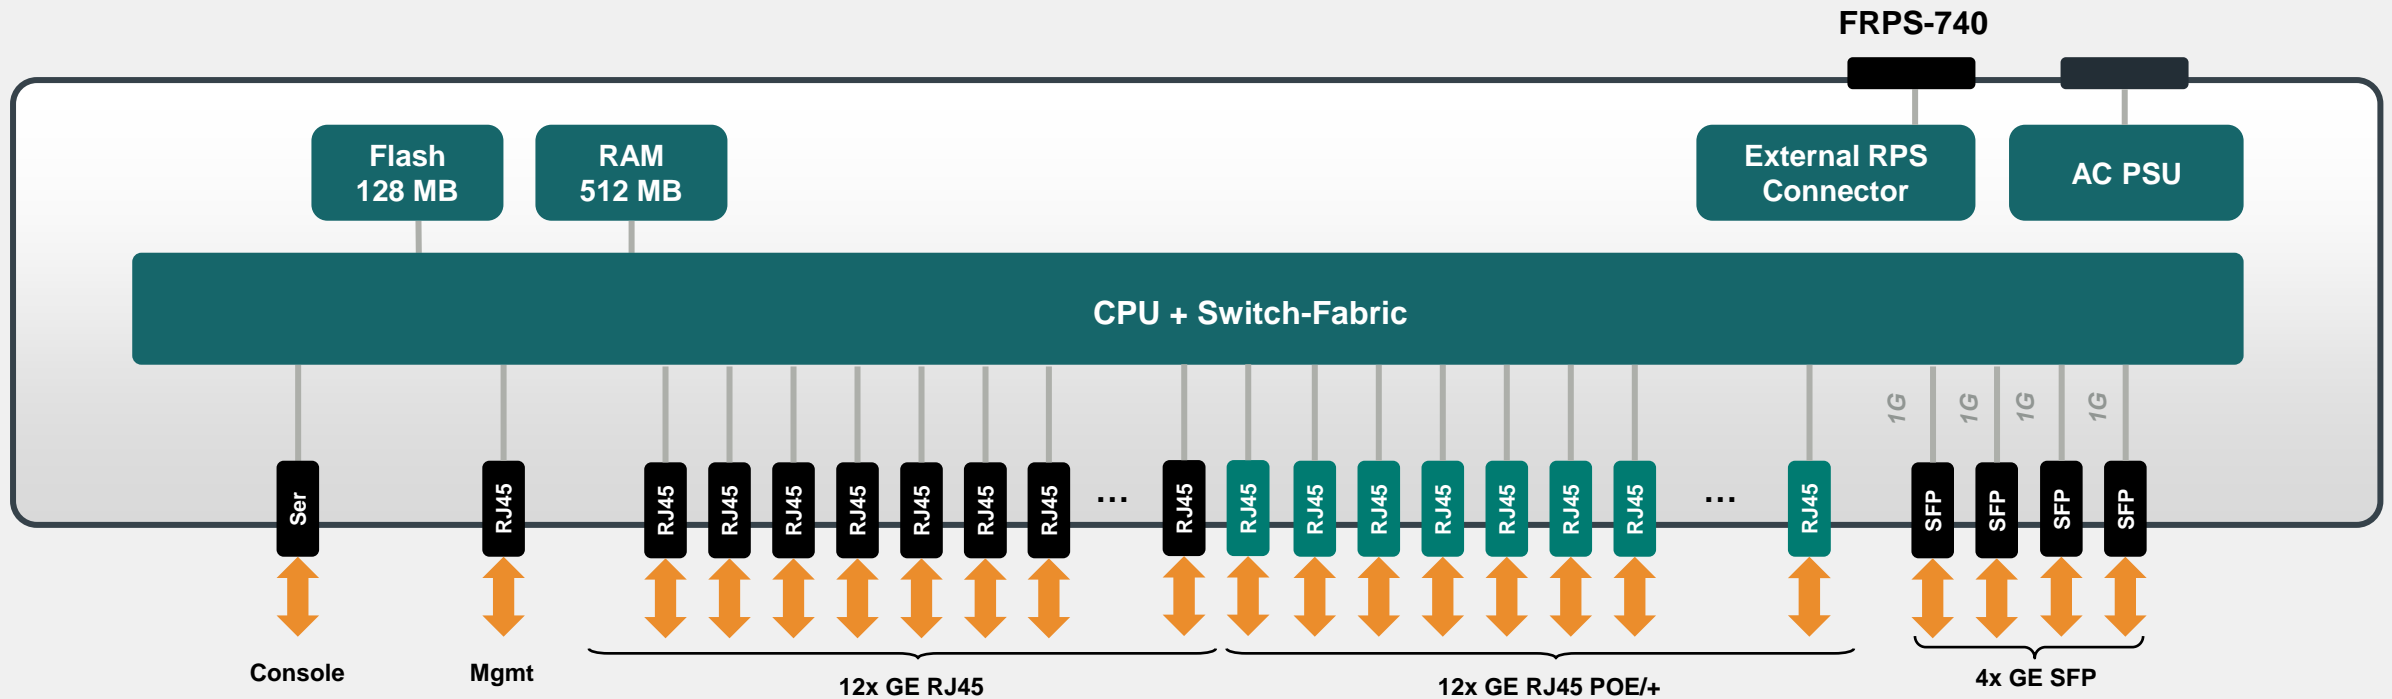 FRPS-740
Flash
128 MB
RAM
512 MB
External RPS
Connector
AC PSU
CPU + Switch-Fabric
1G
1G
1G
1G
Ser
RJ45
RJ45
RJ45
RJ45
RJ45
RJ45
RJ45
RJ45
...
RJ45
RJ45
RJ45
RJ45
RJ45
RJ45
RJ45
RJ45
...
RJ45
SFP
SFP
SFP
SFP
Console
Mgmt
12x GE RJ45
12x GE RJ45 POE/+
4x GE SFP